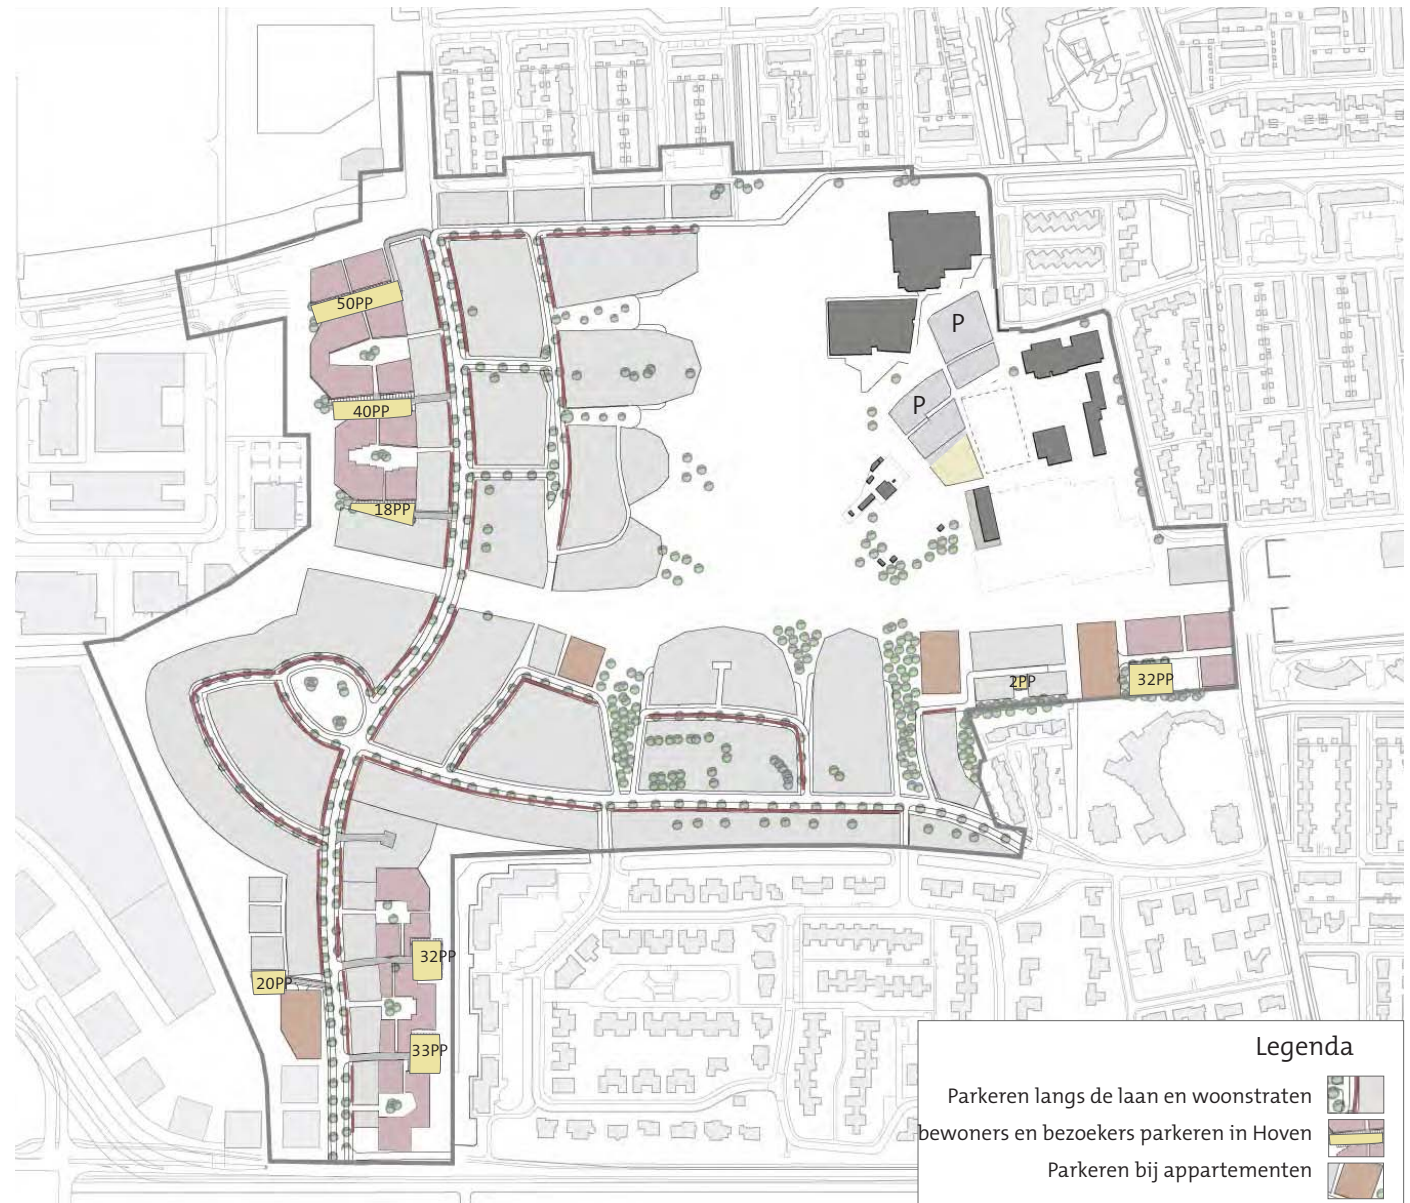 50PP
P
40PP
P
18PP
2PP
32PP
32PP
20PP
33PP
Legenda
Parkeren langs de laan en woonstraten
bewoners en bezoekers parkeren in Hoven
Parkeren bij appartementen